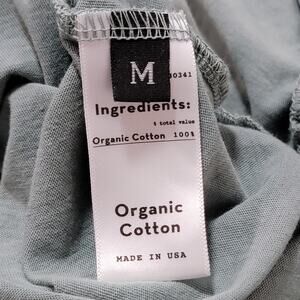 M
30341
Ingredients:
% total value
Organic Cotton 100%
Organic
Cotton
MADE IN USA